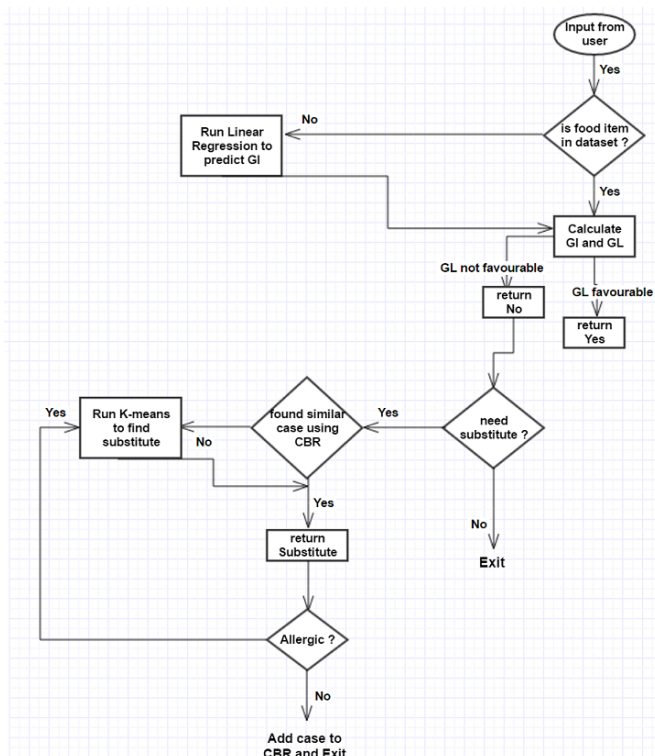 Input from
user
Yes
is food item
in dataset ?
No
Run Linear
Regression to
predict GI
Yes
Calculate
GI and GL
GL not favourable
GL favourable
return
No
return
Yes
need
substitute ?
Yes
found similar
case using
CBR
No
Run K-means
to find
substitute
Yes
Yes
return
Substitute
No
Exit
Allergic ?
No
Add case to
CBR and Exit